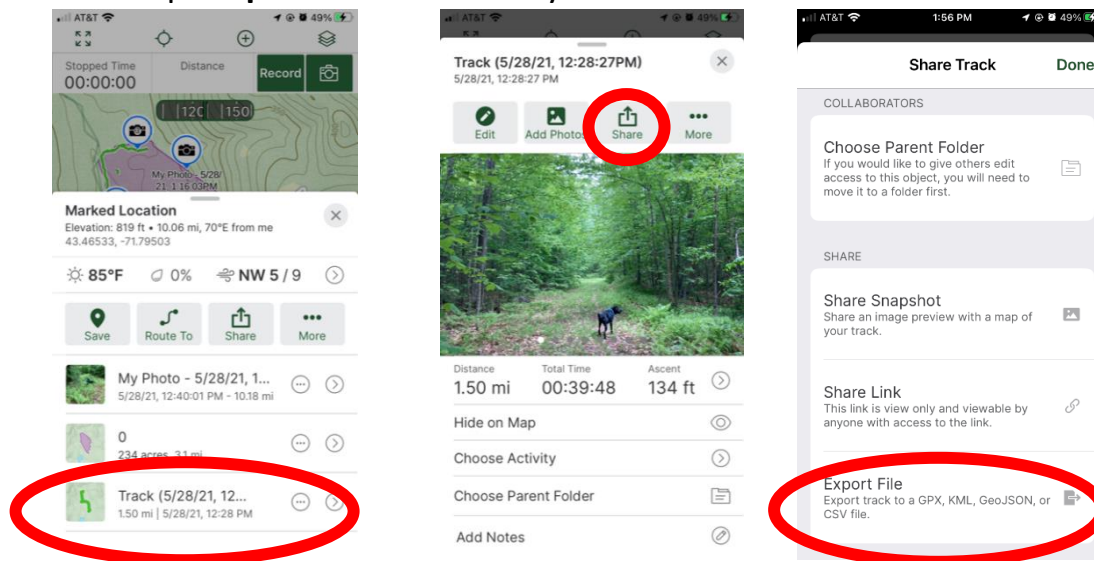 AT&T 49%
Stopped Time
00:00:00
Distance
Record
120 150
My Photo - 5/28/
21, 1:16:03PM
Marked Location
Elevation: 819 ft • 10.06 mi, 70°E from me
43.46533, -71.79503
85°F 0% NW 5 / 9
Save Route To Share More
My Photo - 5/28/21, 1...
5/28/21, 12:40:01 PM - 10.18 mi
0
234 acres, 3.1 mi
Track (5/28/21, 12...
1.50 mi | 5/28/21, 12:28 PM
AT&T 49%
Track (5/28/21, 12:28:27PM)
5/28/21, 12:28:27 PM
Edit Add Photos Share More
Distance Total Time Ascent
1.50 mi 00:39:48 134 ft
Hide on Map
Choose Activity
Choose Parent Folder
Add Notes
AT&T 1:56 PM 49%
Share Track Done
COLLABORATORS
Choose Parent Folder
If you would like to give others edit
access to this object, you will need to
move it to a folder first.
SHARE
Share Snapshot
Share an image preview with a map of
your track.
Share Link
This link is view only and viewable by
anyone with access to the link.
Export File
Export track to a GPX, KML, GeoJSON, or
CSV file.